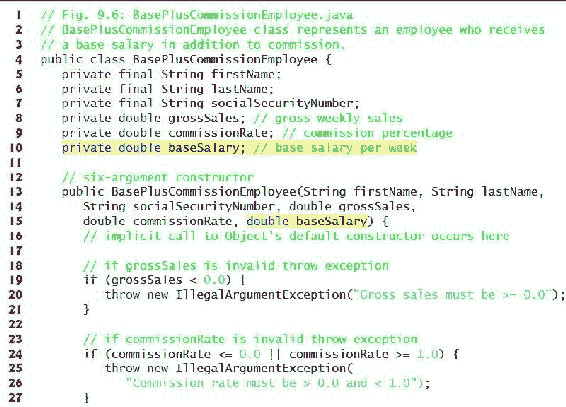 1 // Fig. 9.6: BasePlusCommissionEmployee.java
2 // BasePlusCommissionEmployee class represents an employee who receives
3 // a base salary in addition to commission.
4 public class BasePlusCommissionEmployee {
5 private final String firstName;
6 private final String lastName;
7 private final String socialSecurityNumber;
8 private double grossSales; // gross weekly sales
9 private double commissionRate; // commission percentage
10 private double baseSalary; // base salary per week
11
12 // six-argument constructor
13 public BasePlusCommissionEmployee(String firstName, String lastName,
14 String socialSecurityNumber, double grossSales,
15 double commissionRate, double baseSalary) {
16 // implicit call to Object's default constructor occurs here
17
18 // if grossSales is invalid throw exception
19 if (grossSales < 0.0) {
20 throw new IllegalArgumentException("Gross sales must be >= 0.0");
21 }
22
23 // if commissionRate is invalid throw exception
24 if (commissionRate <= 0.0 || commissionRate >= 1.0) {
25 throw new IllegalArgumentException(
26 "Commission rate must be > 0.0 and < 1.0");
27 }